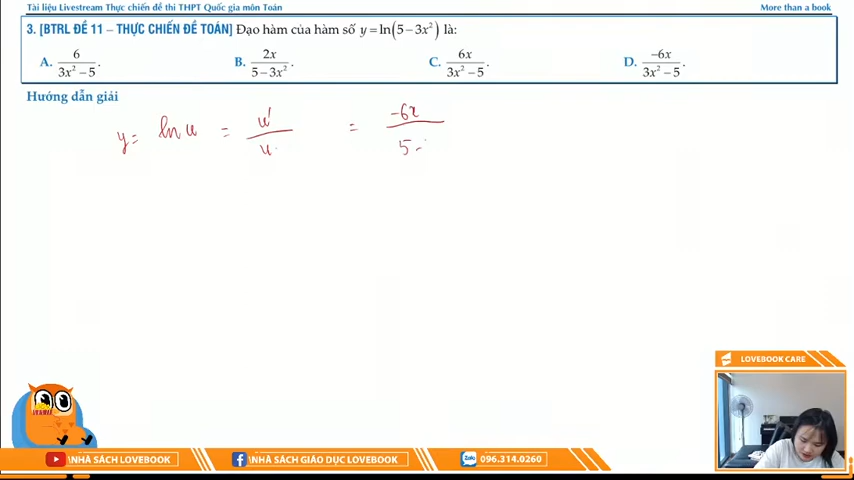 Tài liệu Livestream Thực chiến đề thi THPT Quốc gia môn Toán
More than a book
3. [BTRL ĐỀ 11 – THỰC CHIẾN ĐỀ TOÁN] Đạo hàm của hàm số y = ln(5 − 3x²) là:
A. 6/(3x² − 5). B. 2x/(5 − 3x²). C. 6x/(3x² − 5). D. −6x/(3x² − 5).
Hướng dẫn giải
y = ln u = u'/u = −6x/5 −
LOVEBOOK CARE
NHÀ SÁCH LOVEBOOK
NHÀ SÁCH GIÁO DỤC LOVEBOOK
Zalo
096.314.0260